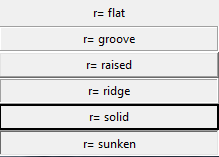 r= flat
r= groove
r= raised
r= ridge
r= solid
r= sunken